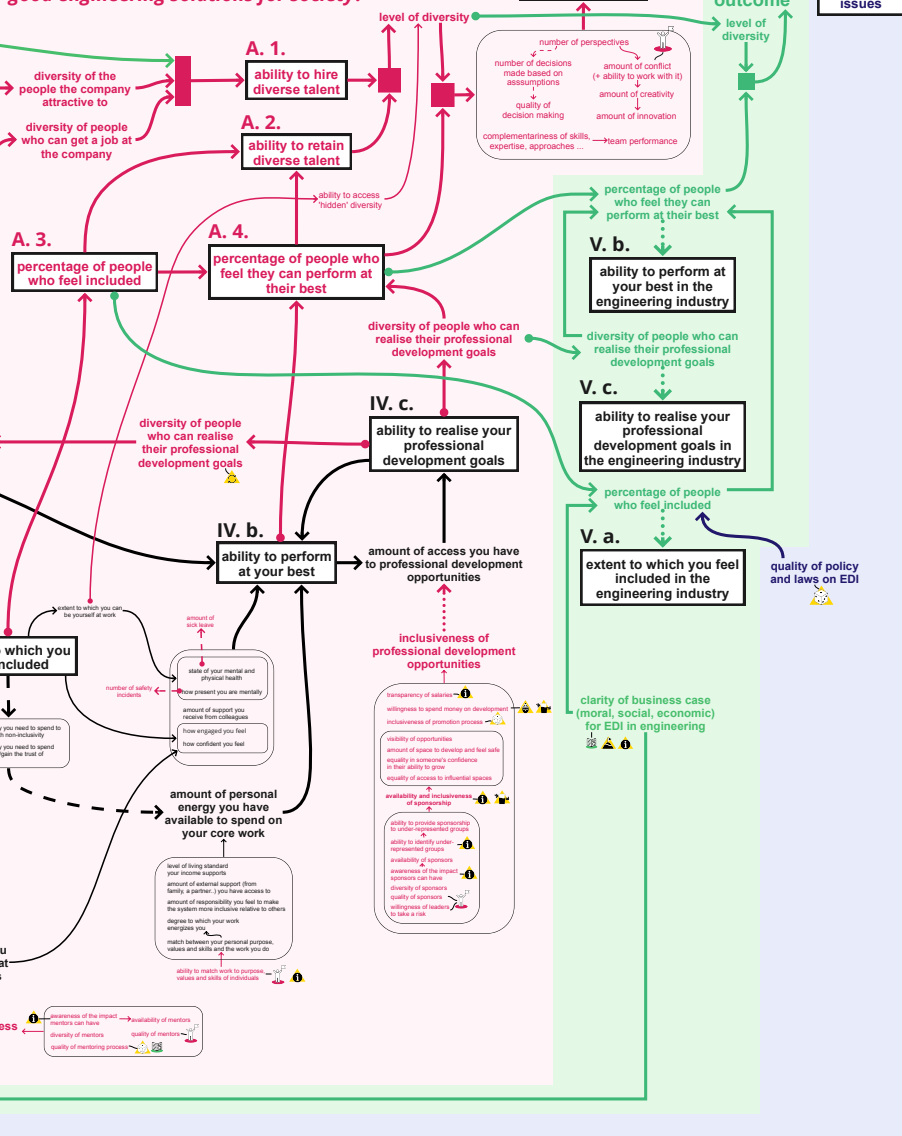 good engineering solutions for society?
outcome
issues
level of diversity
level of
diversity
A. 1.
ability to hire
diverse talent
diversity of the
people the company
attractive to
diversity of people
who can get a job at
the company
A. 2.
ability to retain
diverse talent
number of perspectives
number of decisions
made based on
asssumptions
quality of
decision making
amount of conflict
(+ ability to work with it)
amount of creativity
amount of innovation
complementariness of skills,
expertise, approaches ...
team performance
ability to access
'hidden' diversity
percentage of people
who feel they can
perform at their best
A. 3.
percentage of people
who feel included
A. 4.
percentage of people who
feel they can perform at
their best
V. b.
ability to perform at
your best in the
engineering industry
diversity of people who can
realise their professional
development goals
diversity of people who can
realise their professional
development goals
V. c.
ability to realise your
professional
development goals in
the engineering industry
IV. c.
ability to realise your
professional
development goals
diversity of people
who can realise
their professional
development goals
percentage of people
who feel included
IV. b.
ability to perform
at your best
amount of access you have
to professional development
opportunities
V. a.
extent to which you feel
included in the
engineering industry
quality of policy
and laws on EDI
extent to which you can
be yourself at work
which you
included
amount of
sick leave
number of safety
incidents
state of your mental and
physical health
how present you are mentally
amount of support you
receive from colleagues
how engaged you feel
how confident you feel
inclusiveness of
professional development
opportunities
transparency of salaries
willingness to spend money on development
inclusiveness of promotion process
visibility of opportunities
amount of space to develop and feel safe
equality in someone's confidence
in their ability to grow
equality of access to influential spaces
availability and inclusiveness
of sponsorship
ability to provide sponsorship
to under-represented groups
ability to identify under-
represented groups
availability of sponsors
awareness of the impact
sponsors can have
diversity of sponsors
quality of sponsors
willingness of leaders
to take a risk
clarity of business case
(moral, social, economic)
for EDI in engineering
you need to spend to
non-inclusivity
you need to spend
gain the trust of
amount of personal
energy you have
available to spend on
your core work
level of living standard
your income supports
amount of external support (from
family, a partner..) you have access to
amount of responsibility you feel to make
the system more inclusive relative to others
degree to which your work
energizes you
match between your personal purpose,
values and skills and the work you do
ability to match work to purpose,
values and skills of individuals
awareness of the impact
mentors can have
availability of mentors
diversity of mentors
quality of mentors
quality of mentoring process